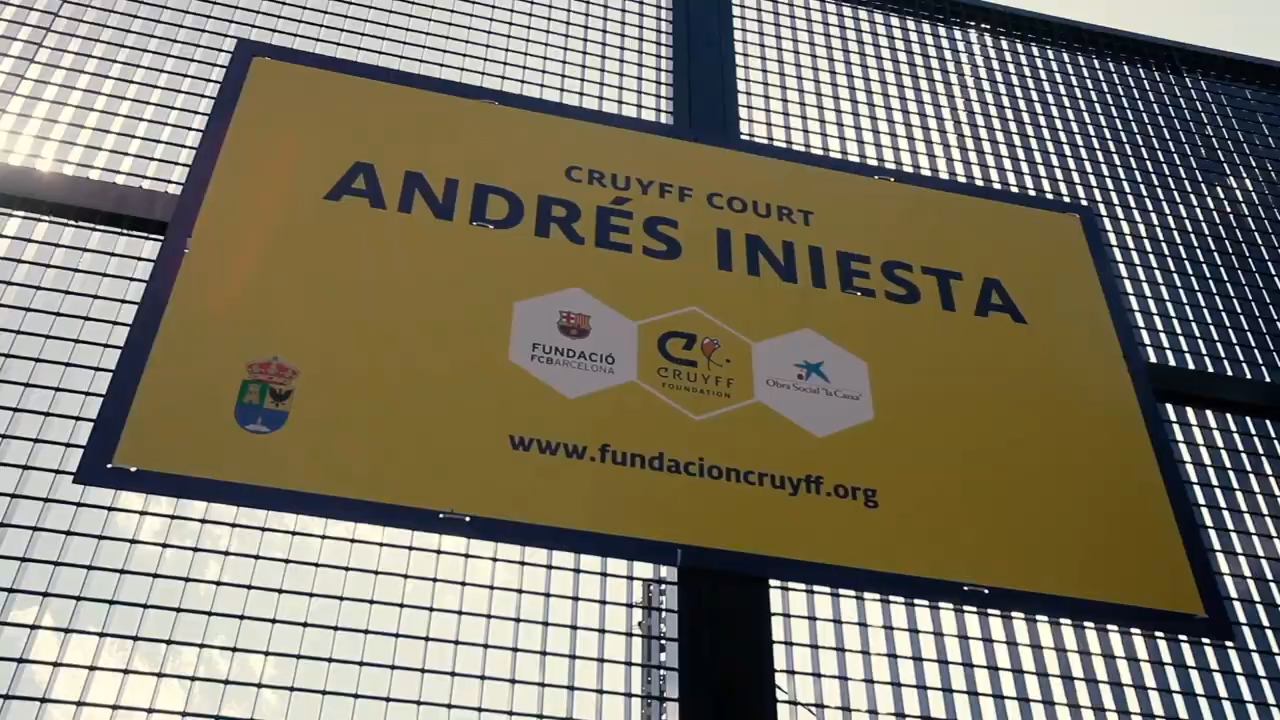 CRUYFF COURT
ANDRÉS INIESTA
FUNDACIÓ
FCBARCELONA
CRUYFF
FOUNDATION
Obra Social "la Caixa"
www.fundacioncruyff.org